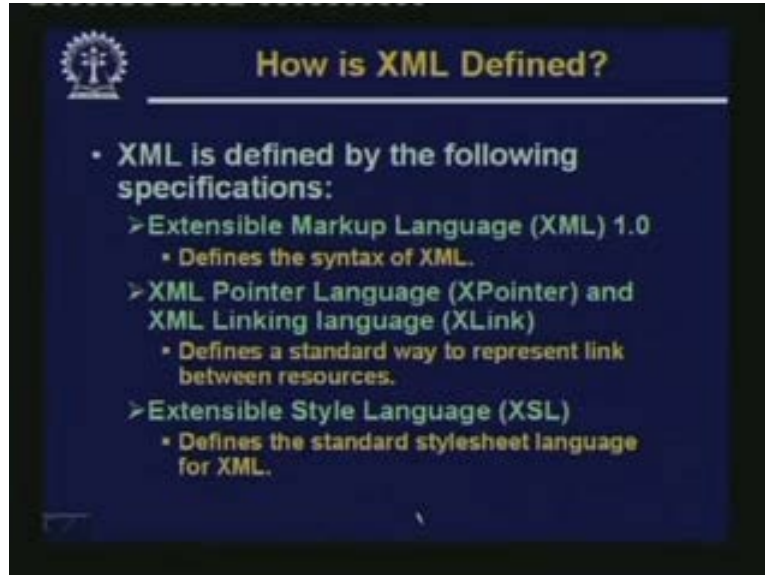 How is XML Defined?
• XML is defined by the following
specifications:
➢Extensible Markup Language (XML) 1.0
▪ Defines the syntax of XML.
➢XML Pointer Language (XPointer) and
XML Linking language (XLink)
▪ Defines a standard way to represent link
between resources.
➢Extensible Style Language (XSL)
▪ Defines the standard stylesheet language
for XML.